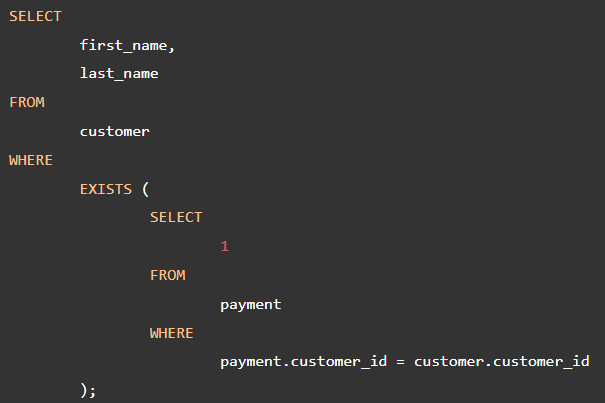 SELECT
first_name,
last_name
FROM
customer
WHERE
EXISTS (
SELECT
1
FROM
payment
WHERE
payment.customer_id = customer.customer_id
);